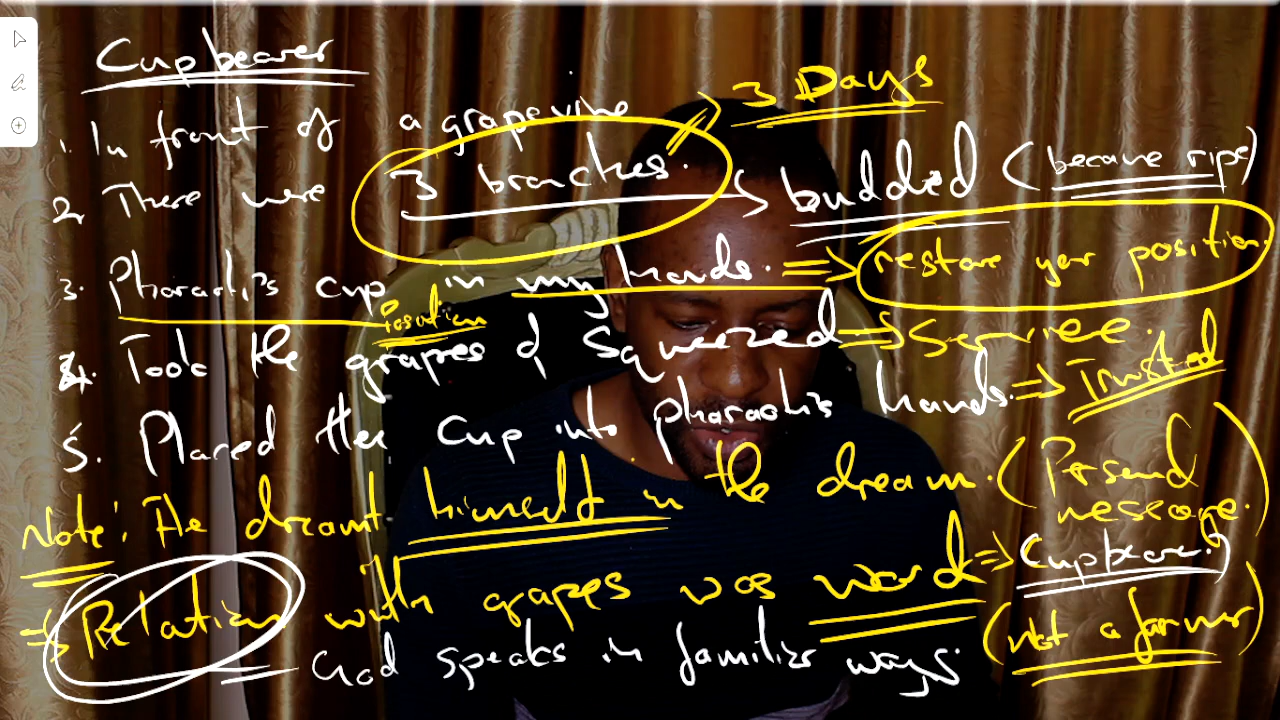 Cupbearer
1. In front of a grapevine
2. There were 3 branches. → budded (became ripe)
⇒ 3 Days
3. Pharaoh's cup in my hands. ⇒ restore your position.
Position
4. Took the grapes & squeezed ⇒ Service.
5. Placed the cup into pharaoh's hands. ⇒ Trusted
Note: He dreamt himself in the dream. (Personal message.)
⇒ Relation with grapes was word ⇒ Cupbearer
(not a farmer)
God speaks in familiar ways.